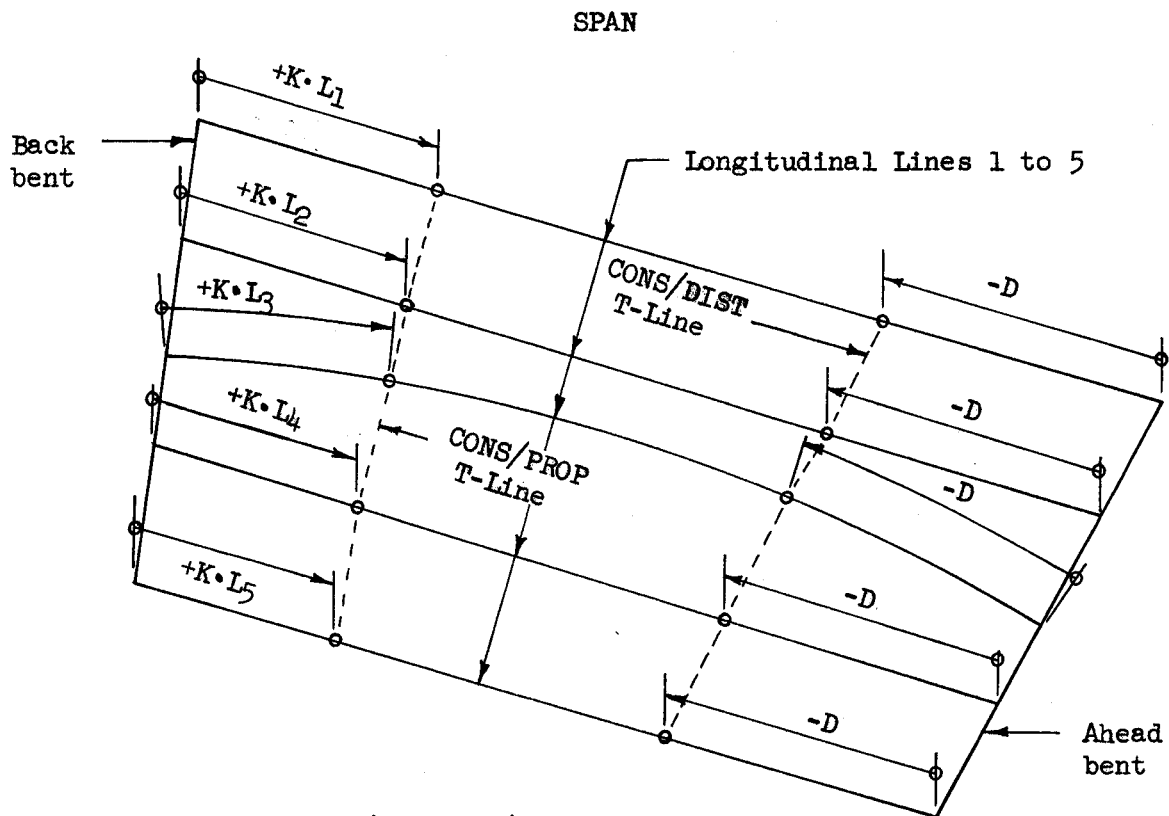 SPAN
+K·L1
Back
bent
Longitudinal Lines 1 to 5
+K·L2
CONS/DIST
T-Line
-D
+K·L3
-D
+K·L4
CONS/PROP
T-Line
-D
+K·L5
-D
-D
Ahead
bent